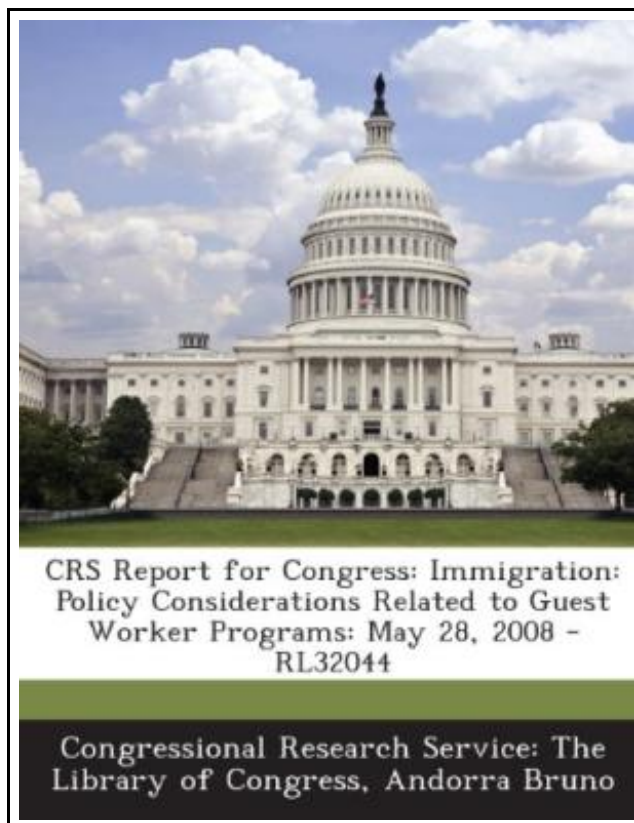 CRS Report for Congress: Immigration:
Policy Considerations Related to Guest
Worker Programs: May 28, 2008 -
RL32044
Congressional Research Service: The
Library of Congress, Andorra Bruno